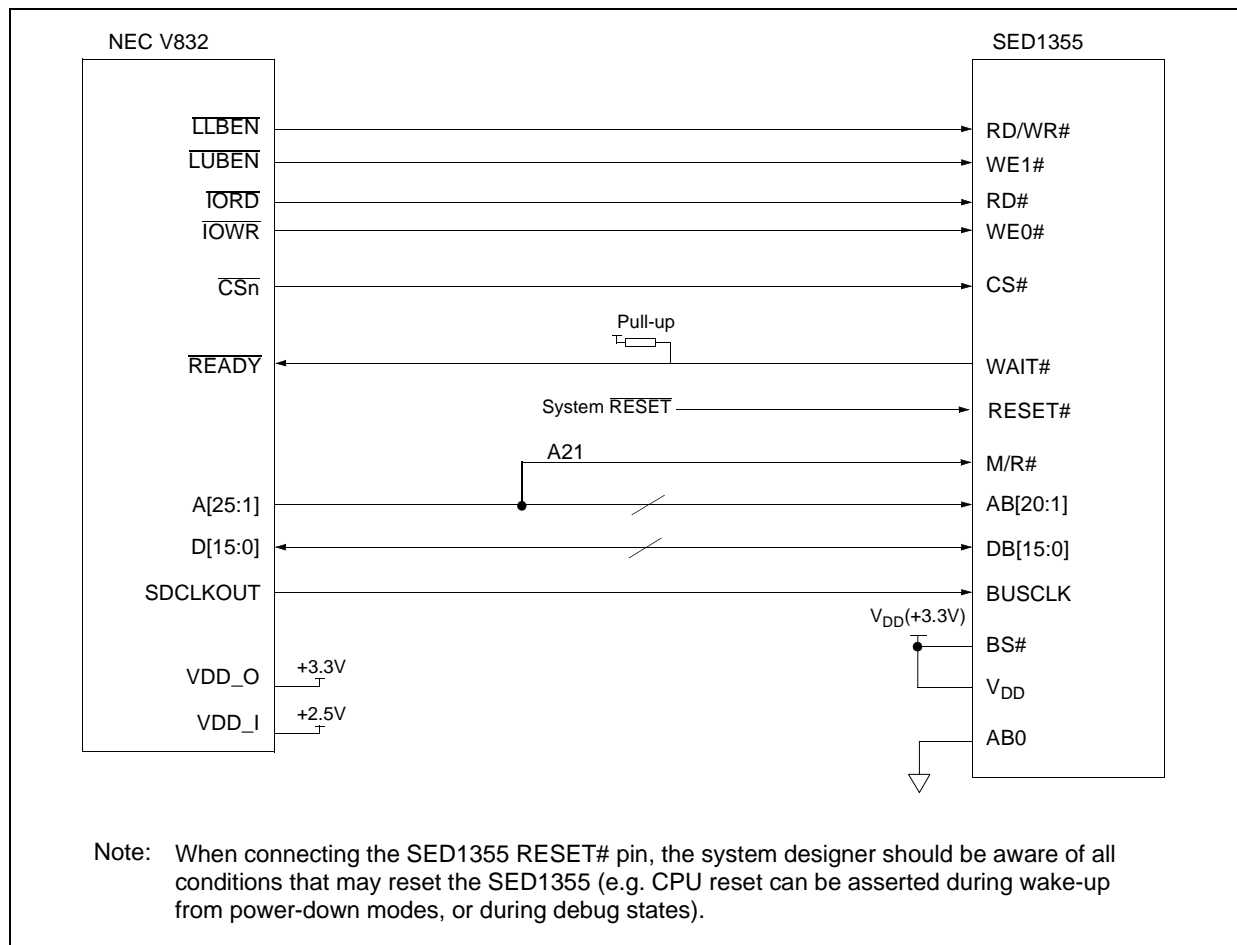 NEC V832
SED1355
LLBEN
RD/WR#
LUBEN
WE1#
IORD
RD#
IOWR
WE0#
CSn
CS#
Pull-up
READY
WAIT#
System RESET
RESET#
A21
M/R#
A[25:1]
AB[20:1]
D[15:0]
DB[15:0]
SDCLKOUT
BUSCLK
VDD(+3.3V)
BS#
VDD_O
+3.3V
VDD
VDD_I
+2.5V
AB0
Note: When connecting the SED1355 RESET# pin, the system designer should be aware of all
conditions that may reset the SED1355 (e.g. CPU reset can be asserted during wake-up
from power-down modes, or during debug states).